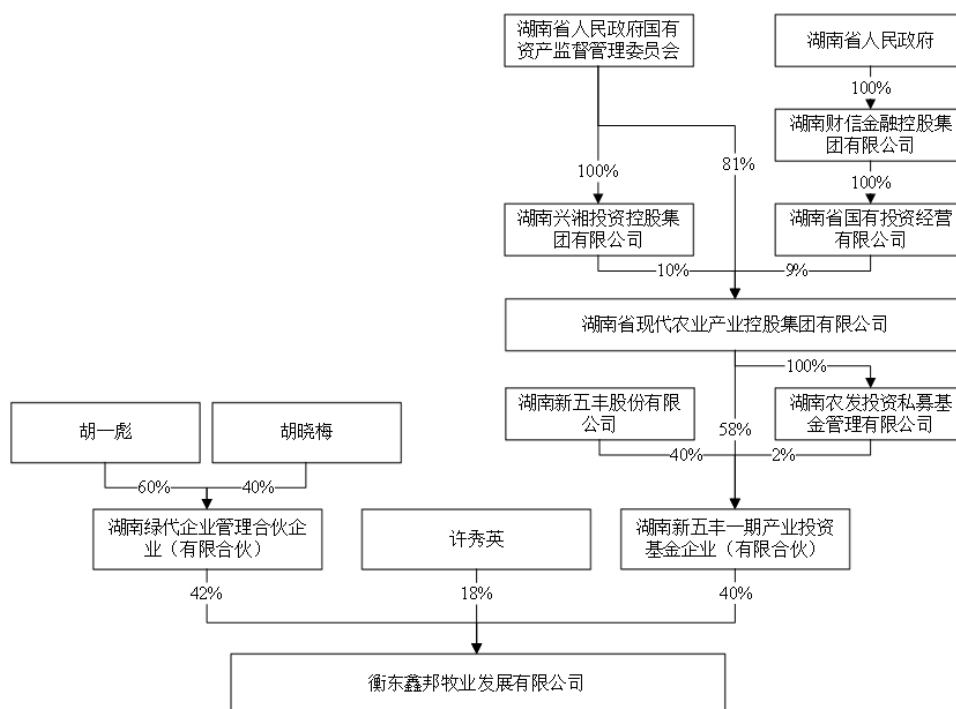 湖南省人民政府国有
资产监督管理委员会
湖南省人民政府
100%
湖南财信金融控股集
团有限公司
100%
81%
100%
湖南兴湘投资控股集
团有限公司
湖南省国有投资经营
有限公司
10%
9%
湖南省现代农业产业控股集团有限公司
100%
湖南新五丰股份有限
公司
湖南农发投资私募基
金管理有限公司
58%
40%
2%
胡一彪
胡晓梅
60%
40%
湖南绿代企业管理合伙企
业（有限合伙）
许秀英
湖南新五丰一期产业投资
基金企业（有限合伙）
42%
18%
40%
衡东鑫邦牧业发展有限公司